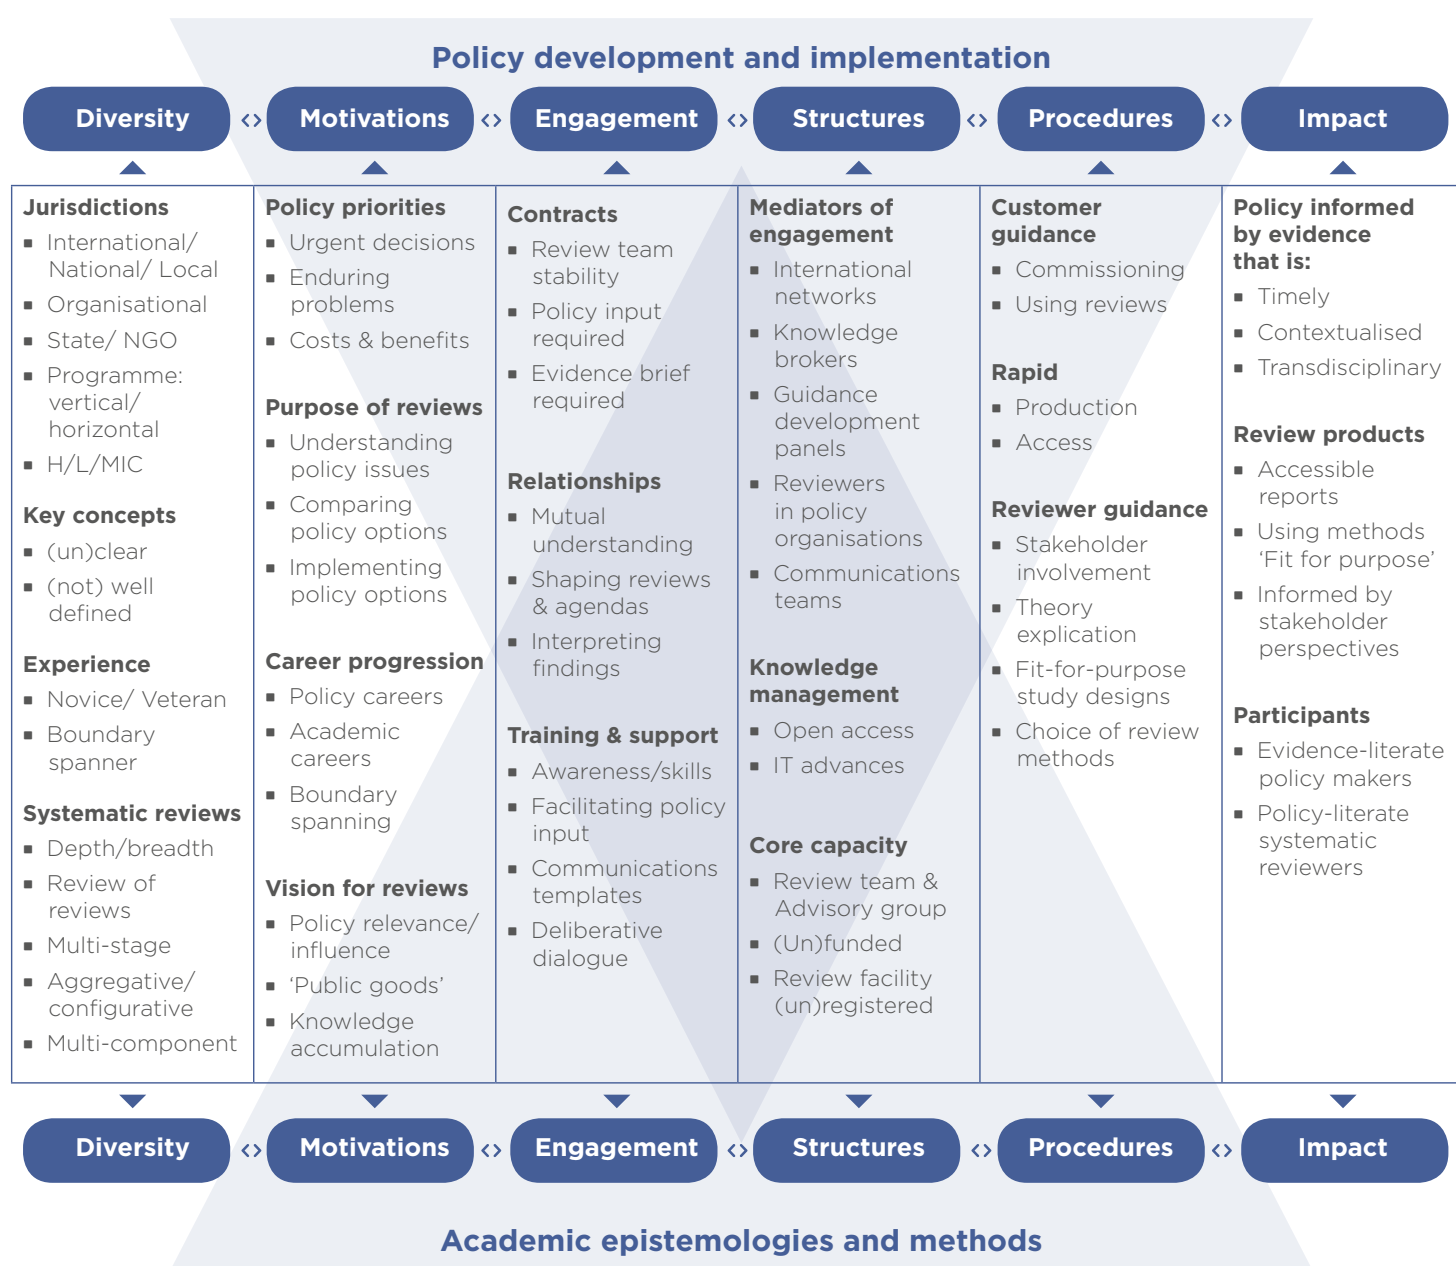 Policy development and implementation
Diversity <> Motivations <> Engagement <> Structures <> Procedures <> Impact
Jurisdictions
▪ International/
National/ Local
▪ Organisational
▪ State/ NGO
▪ Programme:
vertical/
horizontal
▪ H/L/MIC
Key concepts
▪ (un)clear
▪ (not) well
defined
Experience
▪ Novice/ Veteran
▪ Boundary
spanner
Systematic reviews
▪ Depth/breadth
▪ Review of
reviews
▪ Multi-stage
▪ Aggregative/
configurative
▪ Multi-component
Policy priorities
▪ Urgent decisions
▪ Enduring
problems
▪ Costs & benefits
Purpose of reviews
▪ Understanding
policy issues
▪ Comparing
policy options
▪ Implementing
policy options
Career progression
▪ Policy careers
▪ Academic
careers
▪ Boundary
spanning
Vision for reviews
▪ Policy relevance/
influence
▪ ‘Public goods’
▪ Knowledge
accumulation
Contracts
▪ Review team
stability
▪ Policy input
required
▪ Evidence brief
required
Relationships
▪ Mutual
understanding
▪ Shaping reviews
& agendas
▪ Interpreting
findings
Training & support
▪ Awareness/skills
▪ Facilitating policy
input
▪ Communications
templates
▪ Deliberative
dialogue
Mediators of
engagement
▪ International
networks
▪ Knowledge
brokers
▪ Guidance
development
panels
▪ Reviewers
in policy
organisations
▪ Communications
teams
Knowledge
management
▪ Open access
▪ IT advances
Core capacity
▪ Review team &
Advisory group
▪ (Un)funded
▪ Review facility
(un)registered
Customer
guidance
▪ Commissioning
▪ Using reviews
Rapid
▪ Production
▪ Access
Reviewer guidance
▪ Stakeholder
involvement
▪ Theory
explication
▪ Fit-for-purpose
study designs
▪ Choice of review
methods
Policy informed
by evidence
that is:
▪ Timely
▪ Contextualised
▪ Transdisciplinary
Review products
▪ Accessible
reports
▪ Using methods
‘Fit for purpose’
▪ Informed by
stakeholder
perspectives
Participants
▪ Evidence-literate
policy makers
▪ Policy-literate
systematic
reviewers
Diversity <> Motivations <> Engagement <> Structures <> Procedures <> Impact
Academic epistemologies and methods